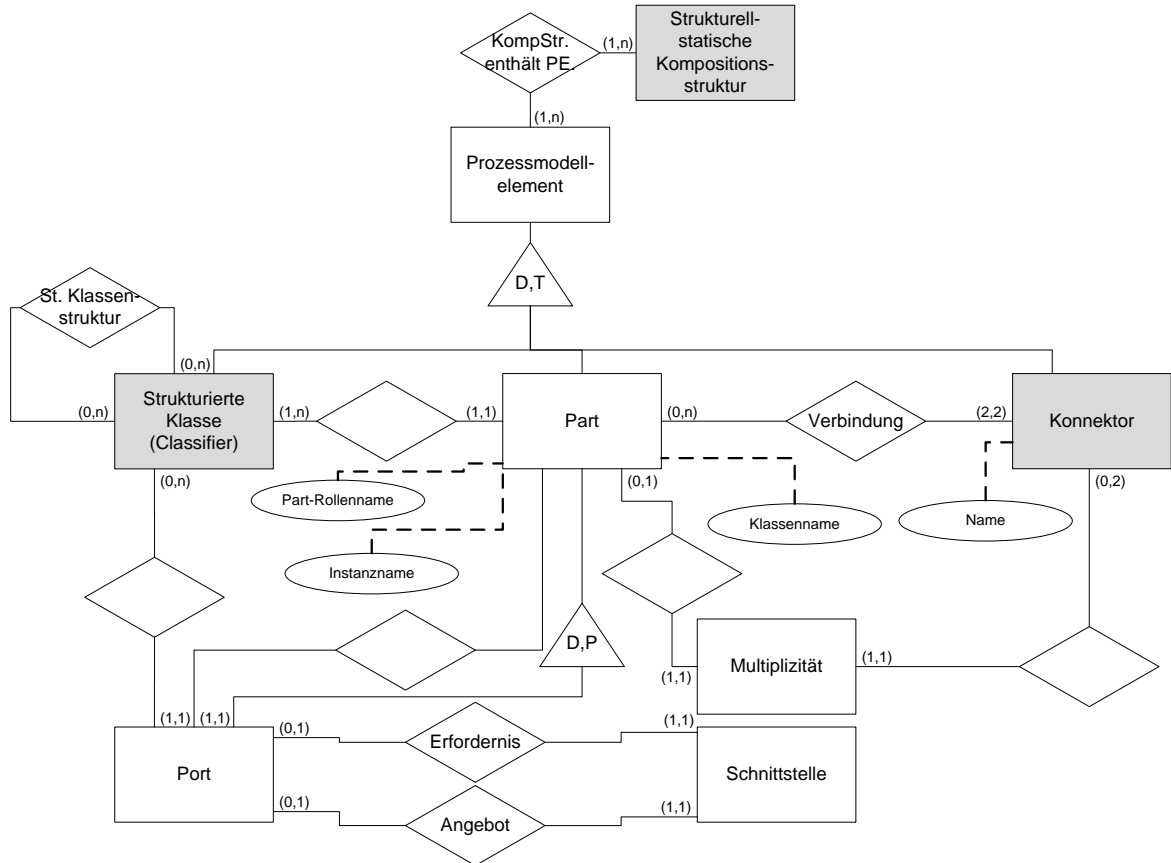 KompStr.
enthält PE.
(1,n)
Strukturell-
statische
Kompositions-
struktur
(1,n)
Prozessmodell-
element
D,T
St. Klassen-
struktur
(0,n)
(0,n)
Strukturierte
Klasse
(Classifier)
(1,n)
(1,1)
Part
(0,n)
Verbindung
(2,2)
Konnektor
(0,n)
(0,1)
(0,2)
Part-Rollenname
Klassenname
Name
Instanzname
D,P
Multiplizität
(1,1)
(1,1)
(1,1)
(1,1)
(0,1)
Erfordernis
(1,1)
Port
Schnittstelle
(0,1)
Angebot
(1,1)